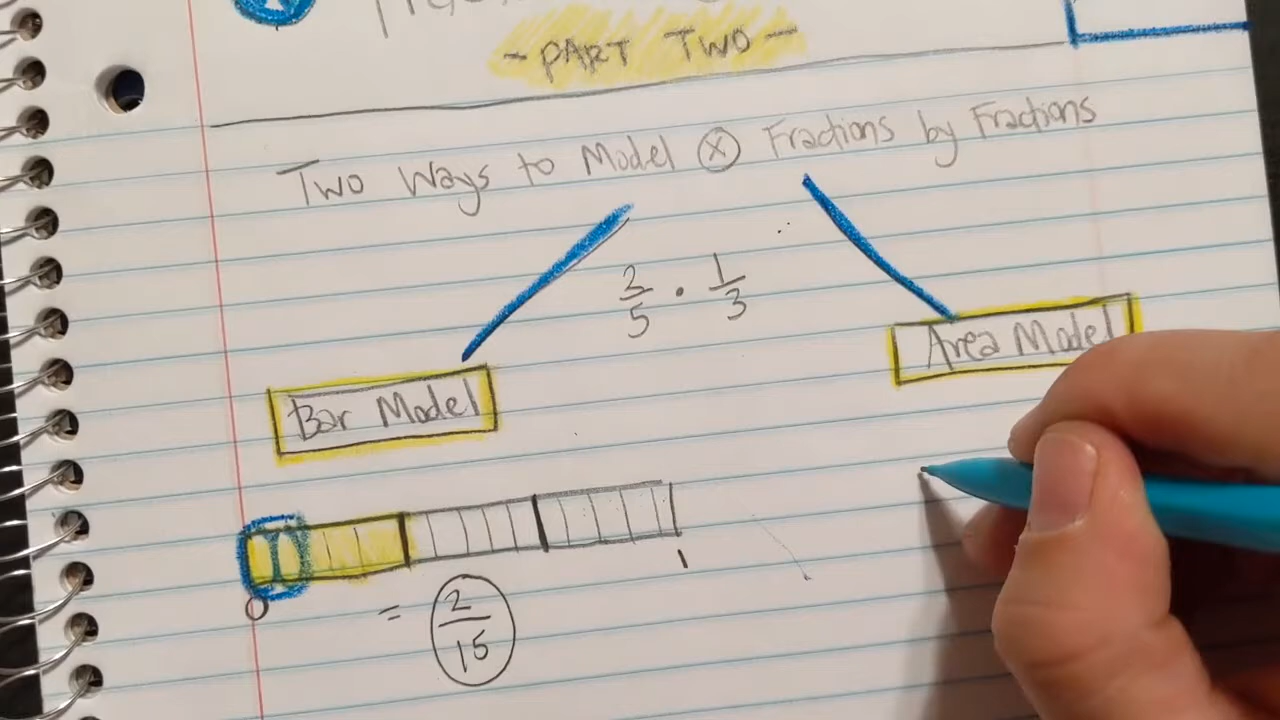 - PART TWO -
Two Ways to Model ⊗ Fractions by Fractions
2/5 · 1/3
Bar Model
Area Model
0
1
= 2/15